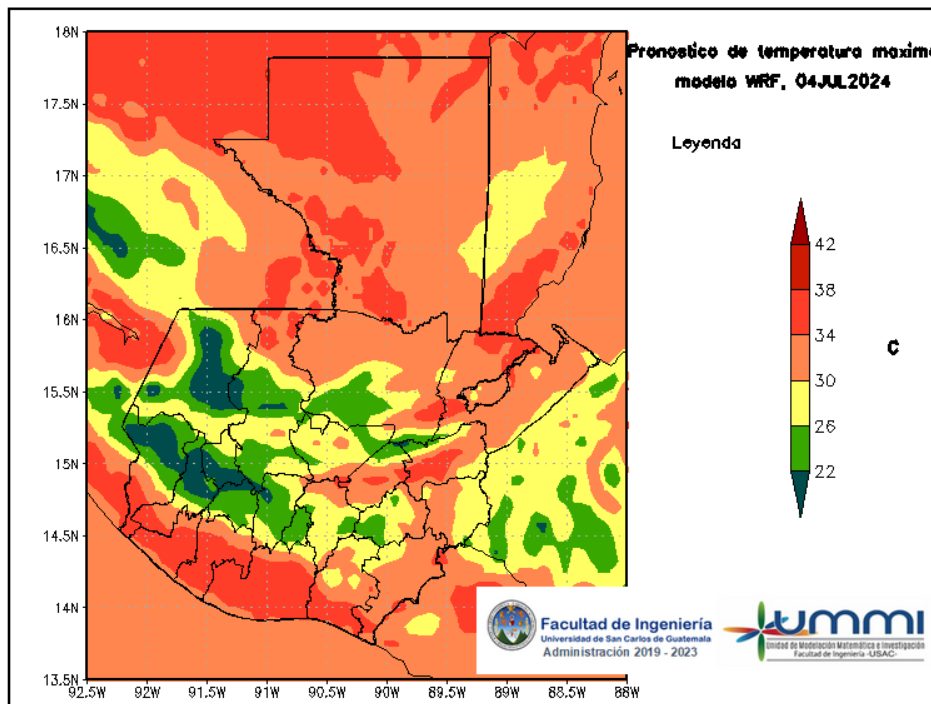 Pronostico de temperatura maxima
modelo WRF, 04JUL2024
Leyenda
42
38
34
30
26
22
C
18N
17.5N
17N
16.5N
16N
15.5N
15N
14.5N
14N
13.5N
92.5W
92W
91.5W
91W
90.5W
90W
89.5W
89W
88.5W
88W
Facultad de Ingeniería
Universidad de San Carlos de Guatemala
Administración 2019 - 2023
UMMI
Unidad de Modelación Matemática e Investigación
Facultad de Ingeniería -USAC-